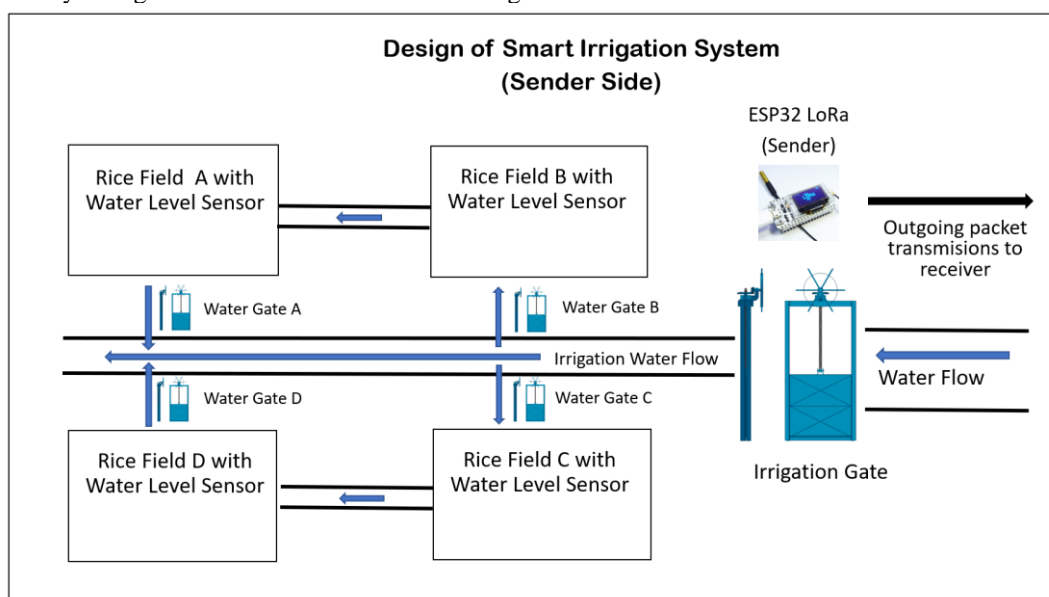 Design of Smart Irrigation System
(Sender Side)
ESP32 LoRa
(Sender)
Rice Field A with
Water Level Sensor
Rice Field B with
Water Level Sensor
Outgoing packet
transmisions to
receiver
Water Gate A
Water Gate B
Irrigation Water Flow
Water Flow
Water Gate D
Water Gate C
Rice Field D with
Water Level Sensor
Rice Field C with
Water Level Sensor
Irrigation Gate